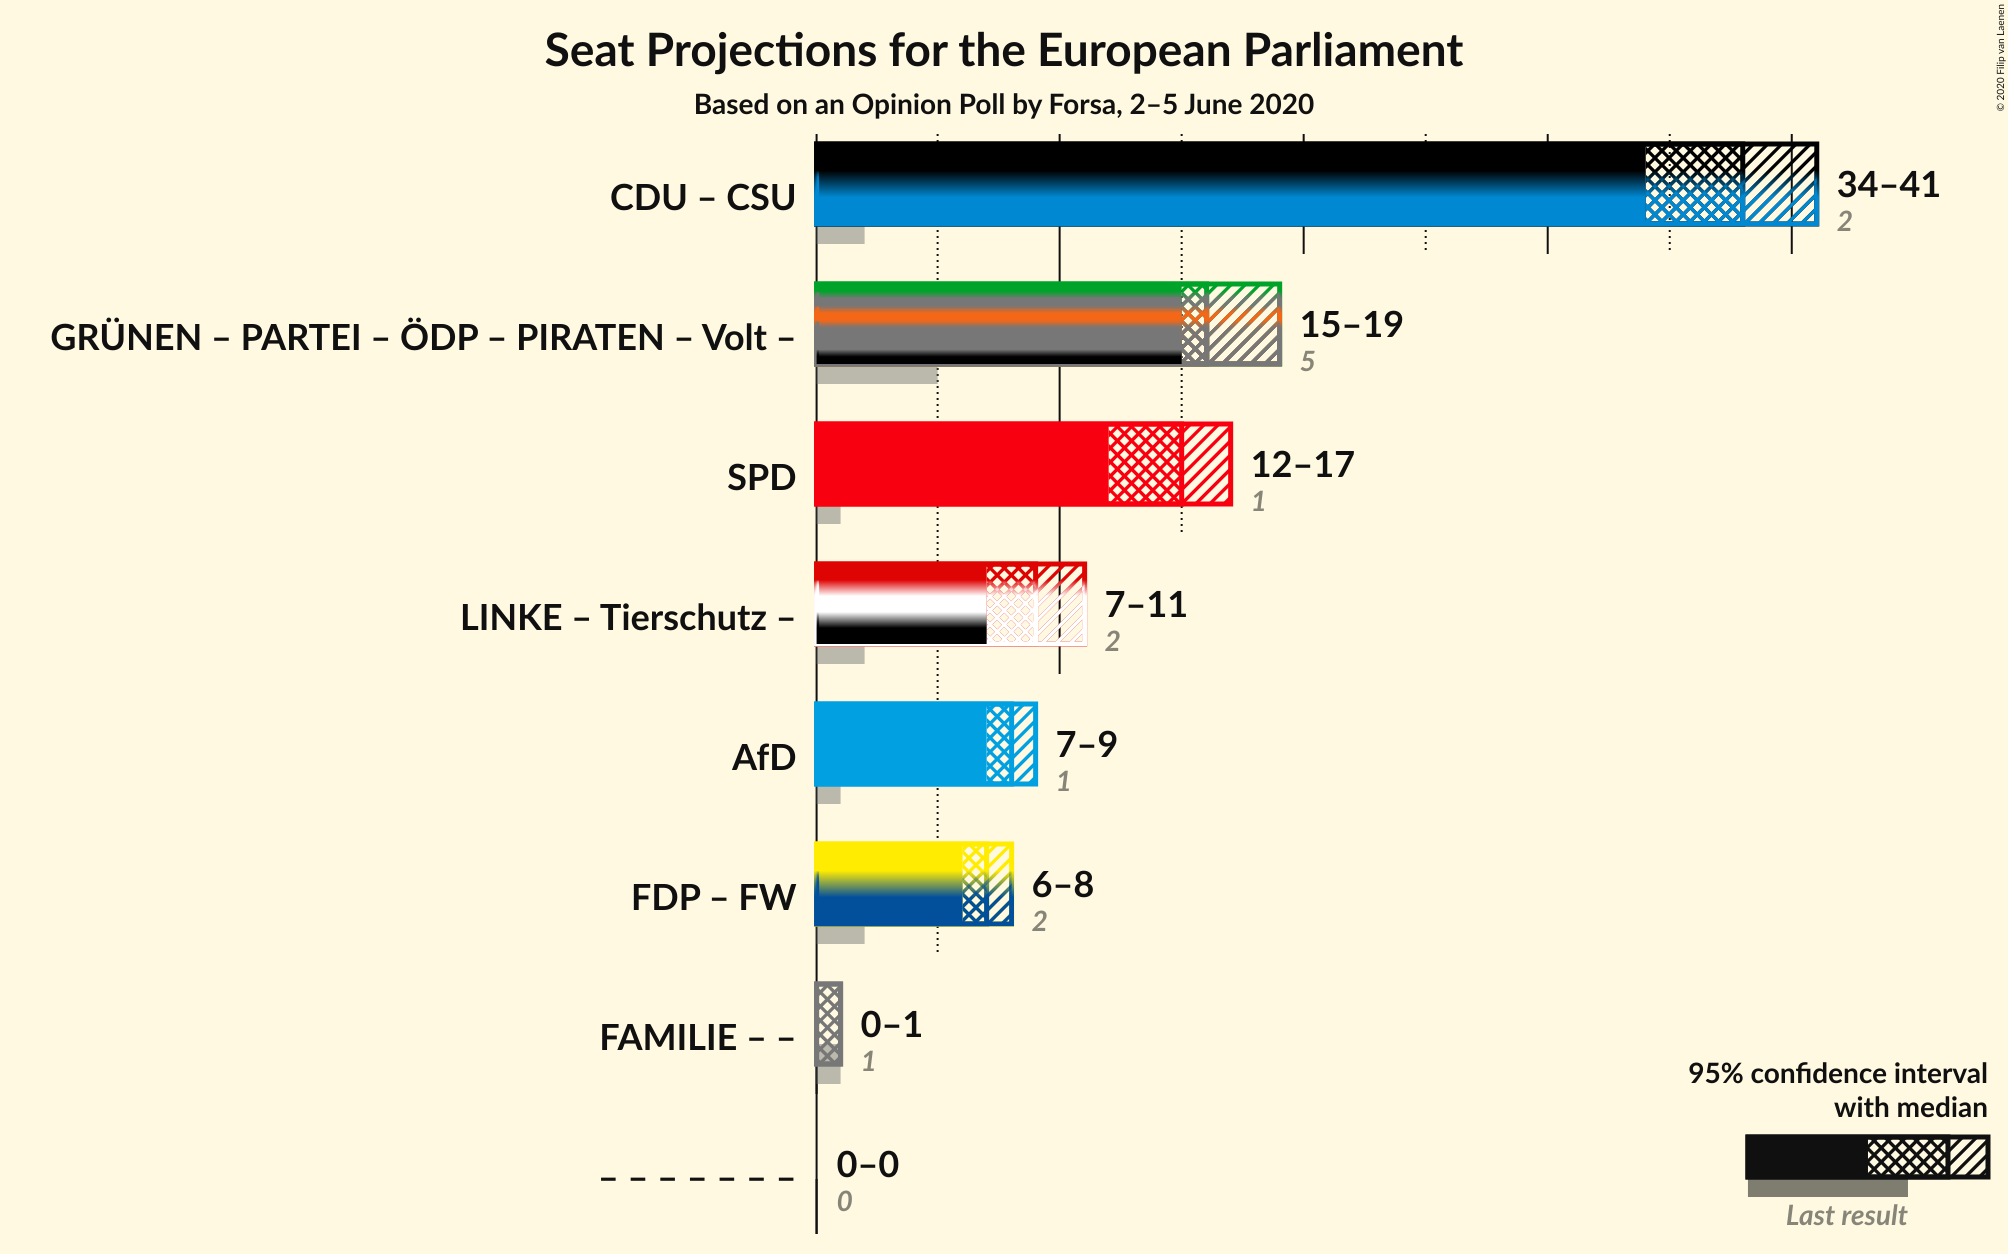 Seat Projections for the European Parliament
Based on an Opinion Poll by Forsa, 2–5 June 2020
© 2020 Filip van Laenen
CDU – CSU
34–41
2
GRÜNEN – PARTEI – ÖDP – PIRATEN – Volt –
15–19
5
SPD
12–17
1
LINKE – Tierschutz –
7–11
2
AfD
7–9
1
FDP – FW
6–8
2
FAMILIE – –
0–1
1
– – – – – – –
0–0
0
95% confidence interval
with median
Last result